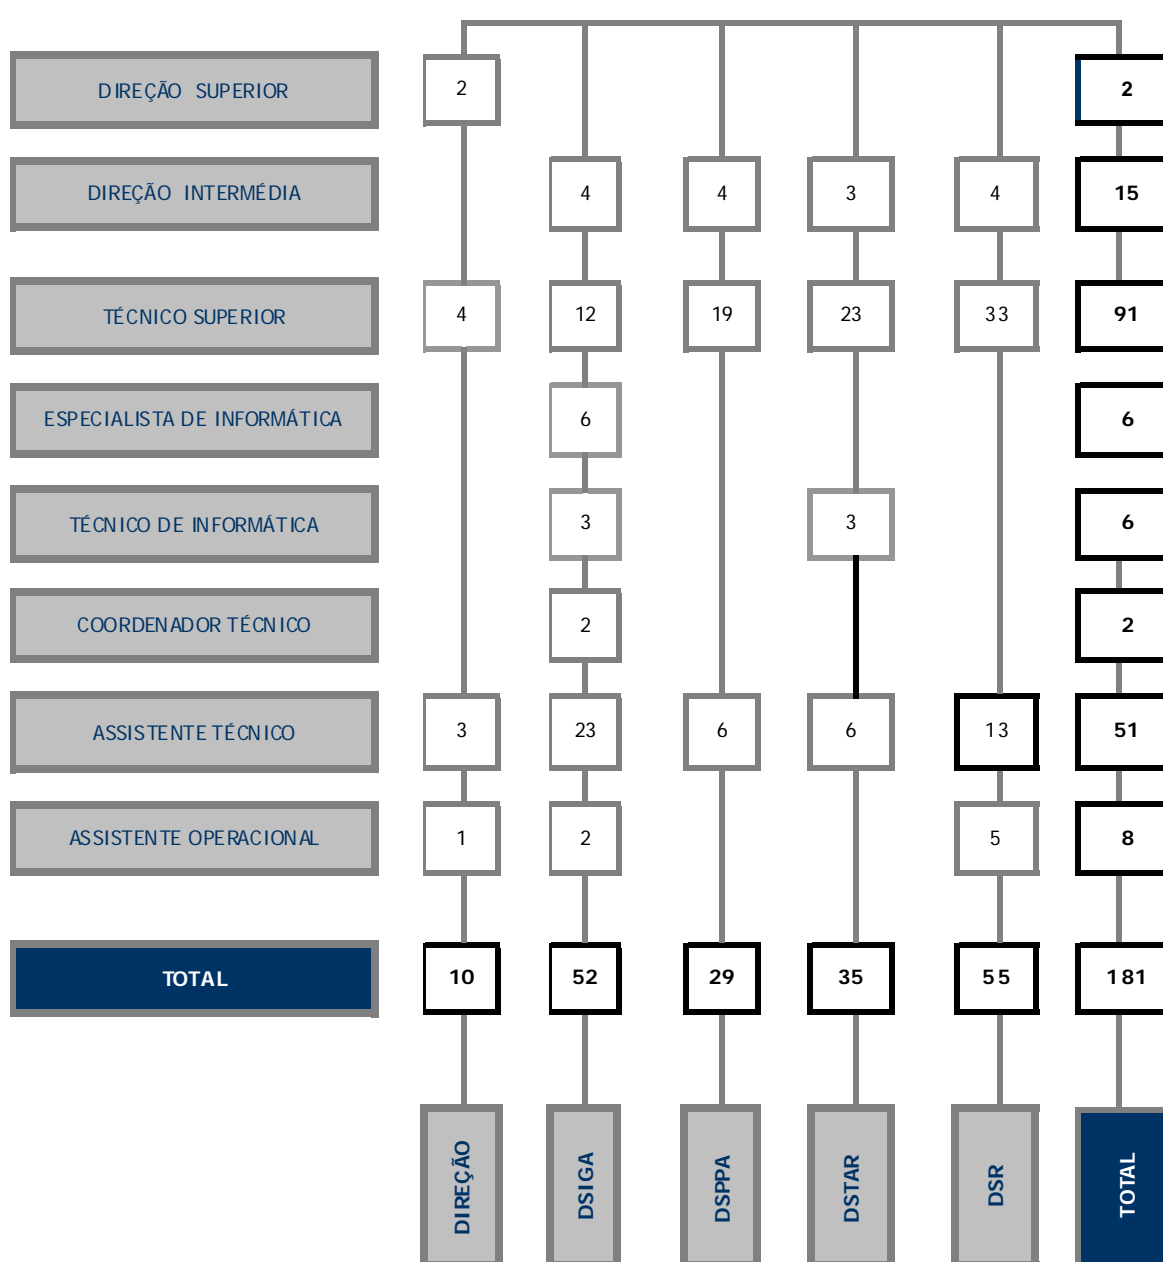 DIREÇÃO SUPERIOR 2 2
DIREÇÃO INTERMÉDIA 4 4 3 4 15
TÉCNICO SUPERIOR 4 12 19 23 33 91
ESPECIALISTA DE INFORMÁTICA 6 6
TÉCNICO DE INFORMÁTICA 3 3 6
COORDENADOR TÉCNICO 2 2
ASSISTENTE TÉCNICO 3 23 6 6 13 51
ASSISTENTE OPERACIONAL 1 2 5 8
TOTAL 10 52 29 35 55 181
DIREÇÃO DSIGA DSPPA DSTAR DSR TOTAL